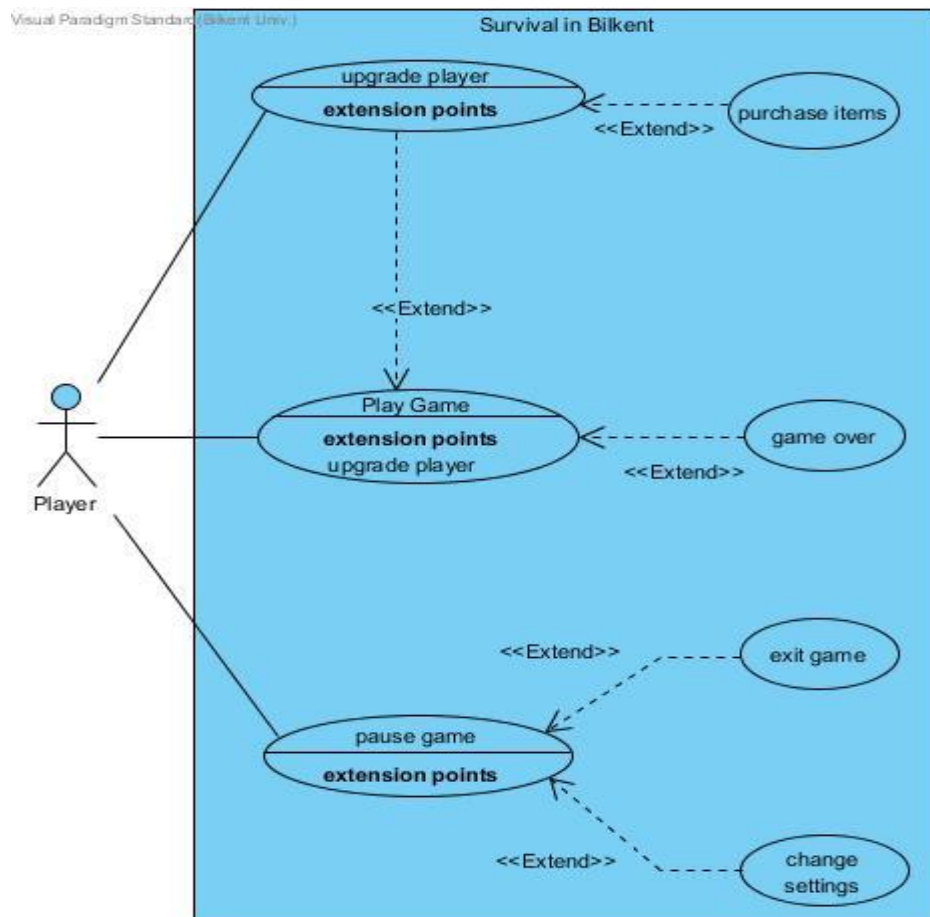 Visual Paradigm Standard(Bilkent Univ.)
Survival in Bilkent
upgrade player
extension points
<<Extend>>
purchase items
<<Extend>>
Play Game
extension points
upgrade player
<<Extend>>
game over
Player
<<Extend>>
exit game
pause game
extension points
<<Extend>>
change
settings